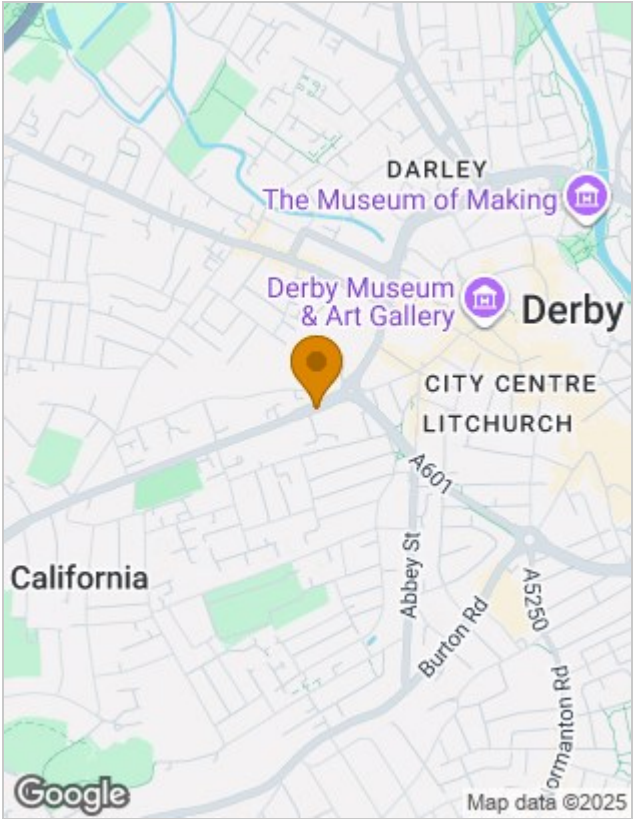 DARLEY
The Museum of Making
Derby Museum
& Art Gallery
Derby
CITY CENTRE
LITCHURCH
A601
California
Abbey St
Burton Rd
A5250
ormanton Rd
Google
Map data ©2025